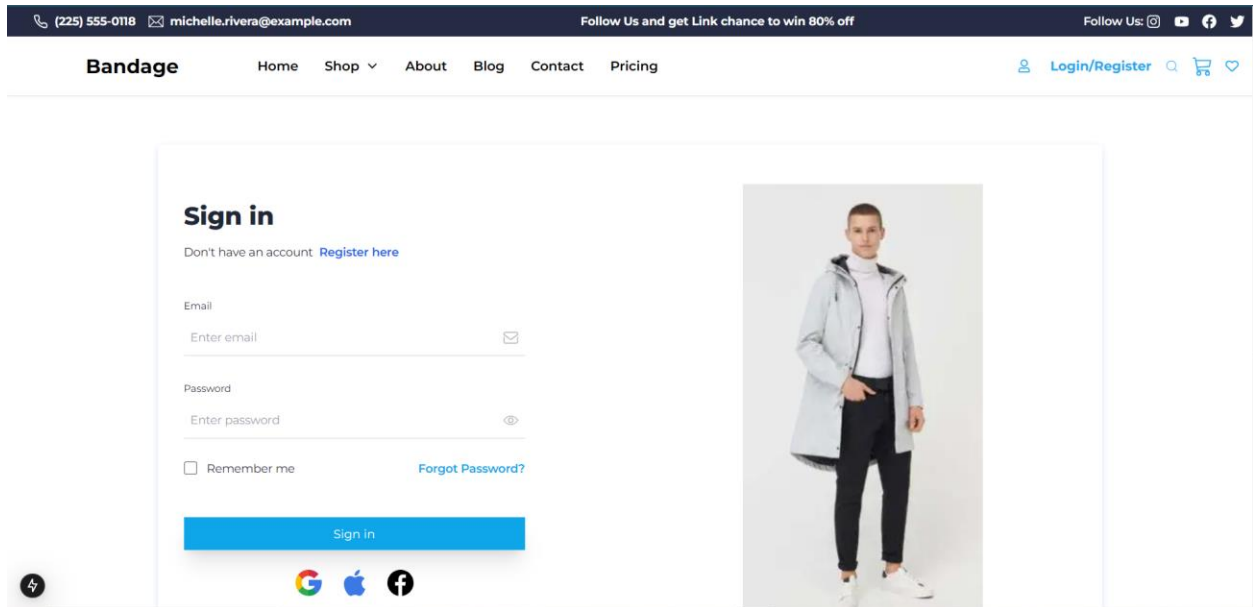 (225) 555-0118 michelle.rivera@example.com Follow Us and get Link chance to win 80% off Follow Us:
Bandage Home Shop About Blog Contact Pricing Login/Register
Sign in
Don't have an account Register here
Email
Enter email
Password
Enter password
Remember me Forgot Password?
Sign in